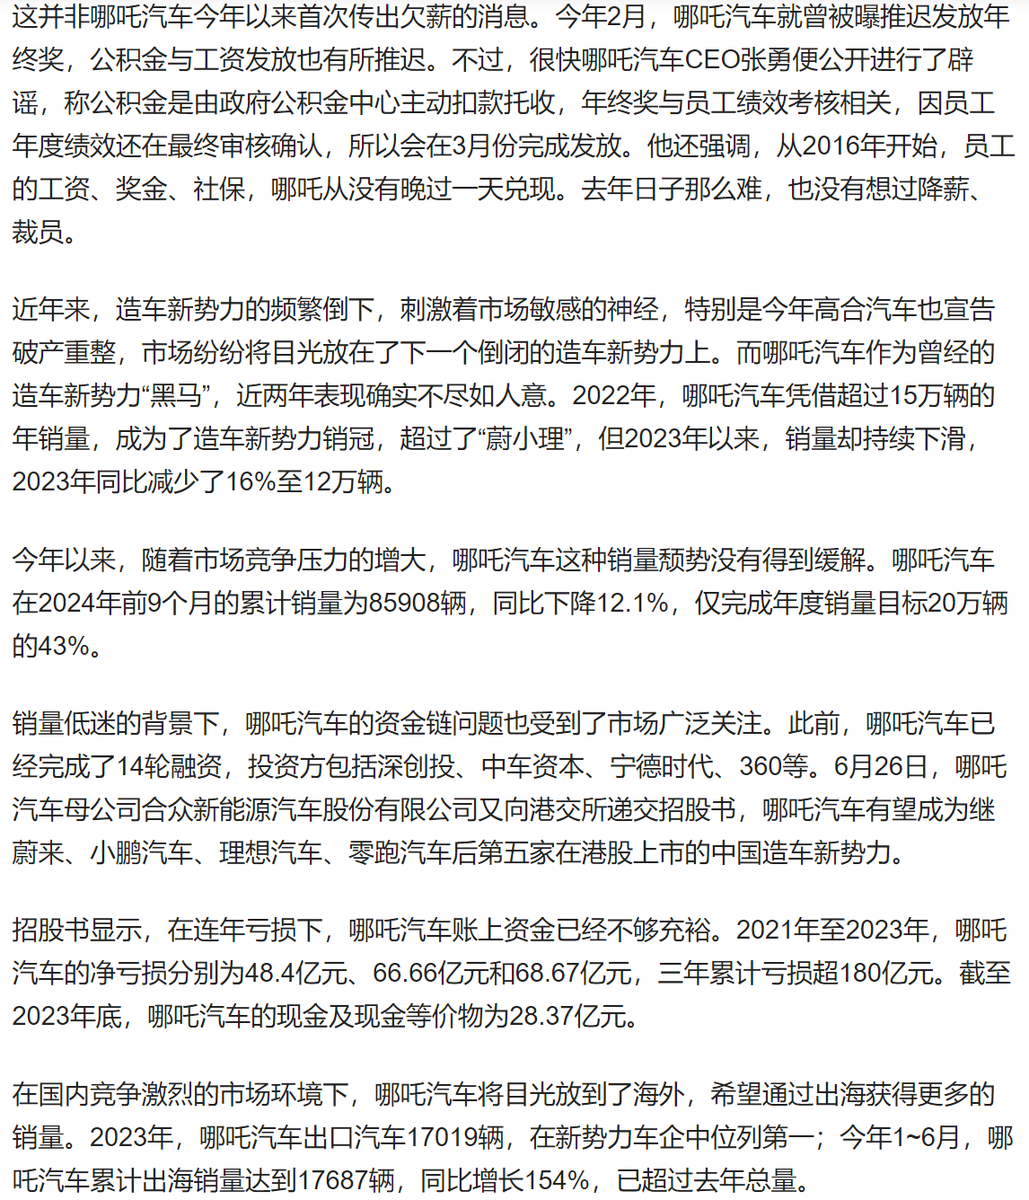 这并非哪吒汽车今年以来首次传出欠薪的消息。今年2月，哪吒汽车就曾被曝推迟发放年
终奖，公积金与工资发放也有所推迟。不过，很快哪吒汽车CEO张勇便公开进行了辟
谣，称公积金是由政府公积金中心主动扣款托收，年终奖与员工绩效考核相关，因员工
年度绩效还在最终审核确认，所以会在3月份完成发放。他还强调，从2016年开始，员工
的工资、奖金、社保，哪吒从没有晚过一天兑现。去年日子那么难，也没有想过降薪、
裁员。
近年来，造车新势力的频繁倒下，刺激着市场敏感的神经，特别是今年高合汽车也宣告
破产重整，市场纷纷将目光放在了下一个倒闭的造车新势力上。而哪吒汽车作为曾经的
造车新势力“黑马”，近两年表现确实不尽如人意。2022年，哪吒汽车凭借超过15万辆的
年销量，成为了造车新势力销冠，超过了“蔚小理”，但2023年以来，销量却持续下滑，
2023年同比减少了16%至12万辆。
今年以来，随着市场竞争压力的增大，哪吒汽车这种销量颓势没有得到缓解。哪吒汽车
在2024年前9个月的累计销量为85908辆，同比下降12.1%，仅完成年度销量目标20万辆
的43%。
销量低迷的背景下，哪吒汽车的资金链问题也受到了市场广泛关注。此前，哪吒汽车已
经完成了14轮融资，投资方包括深创投、中车资本、宁德时代、360等。6月26日，哪吒
汽车母公司合众新能源汽车股份有限公司又向港交所递交招股书，哪吒汽车有望成为继
蔚来、小鹏汽车、理想汽车、零跑汽车后第五家在港股上市的中国造车新势力。
招股书显示，在连年亏损下，哪吒汽车账上资金已经不够充裕。2021年至2023年，哪吒
汽车的净亏损分别为48.4亿元、66.66亿元和68.67亿元，三年累计亏损超180亿元。截至
2023年底，哪吒汽车的现金及现金等价物为28.37亿元。
在国内竞争激烈的市场环境下，哪吒汽车将目光放到了海外，希望通过出海获得更多的
销量。2023年，哪吒汽车出口汽车17019辆，在新势力车企中位列第一；今年1~6月，哪
吒汽车累计出海销量达到17687辆，同比增长154%，已超过去年总量。